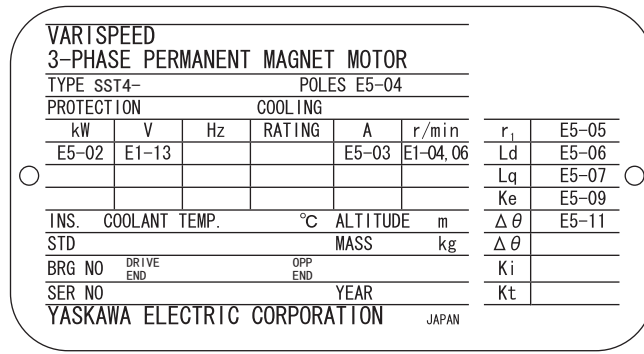 VARISPEED
3-PHASE PERMANENT MAGNET MOTOR
TYPE SST4- POLES E5-04
PROTECTION COOLING
kW V Hz RATING A r/min
E5-02 E1-13 E5-03 E1-04,06
INS. COOLANT TEMP. °C ALTITUDE m
STD MASS kg
BRG NO DRIVE END OPP END
SER NO YEAR
YASKAWA ELECTRIC CORPORATION JAPAN
r1 E5-05
Ld E5-06
Lq E5-07
Ke E5-09
Δθ E5-11
Δθ
Ki
Kt